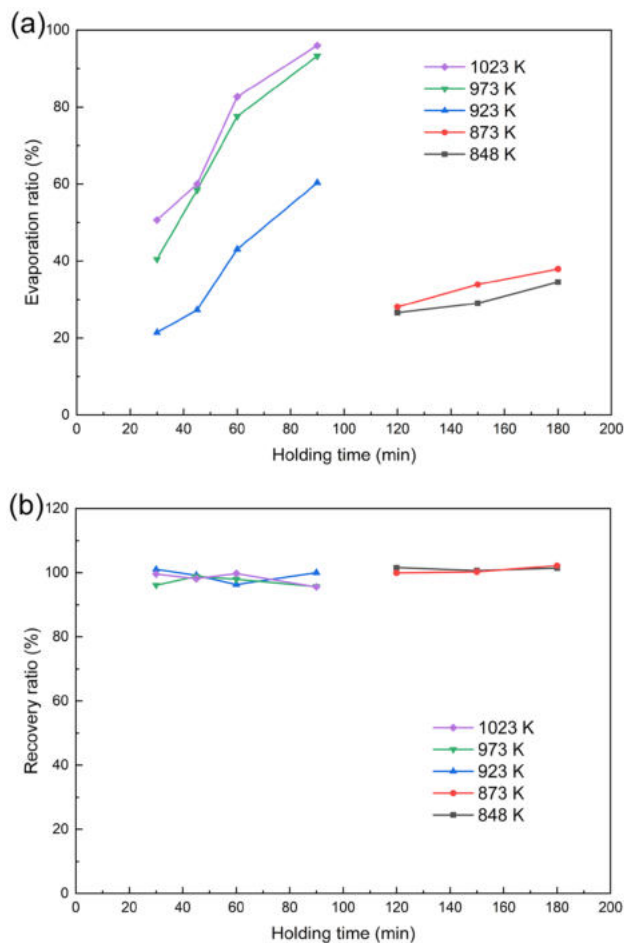 (a)
100
80
60
40
20
0
Evaporation ratio (%)
1023 K
973 K
923 K
873 K
848 K
0 20 40 60 80 100 120 140 160 180 200
Holding time (min)
(b)
120
100
80
60
40
20
0
Recovery ratio (%)
1023 K
973 K
923 K
873 K
848 K
0 20 40 60 80 100 120 140 160 180 200
Holding time (min)